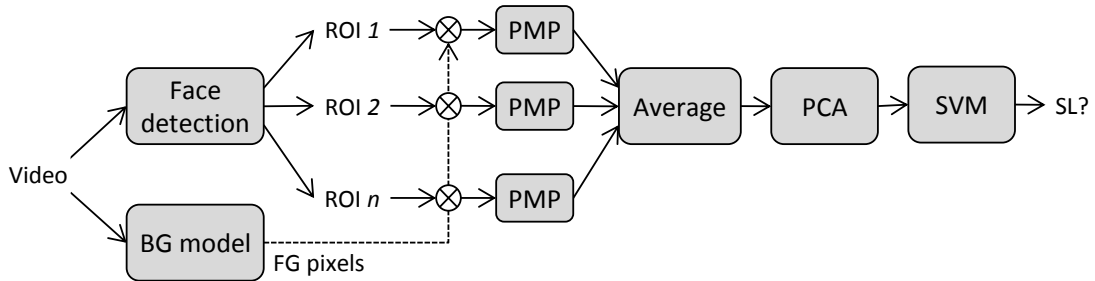 Video
Face
detection
BG model
FG pixels
ROI 1
ROI 2
ROI n
PMP
PMP
PMP
Average
PCA
SVM
SL?